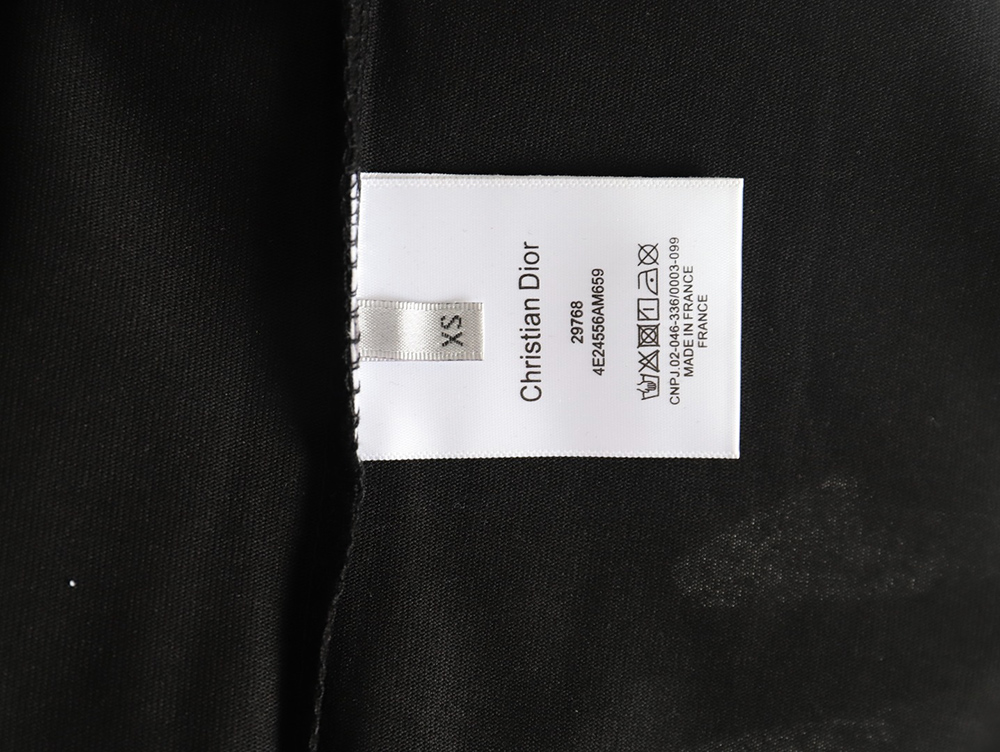 XS
Christian Dior
29768
4E24556AM659
CNPJ.02-046-336/0003-099
MADE IN FRANCE
FRANCE